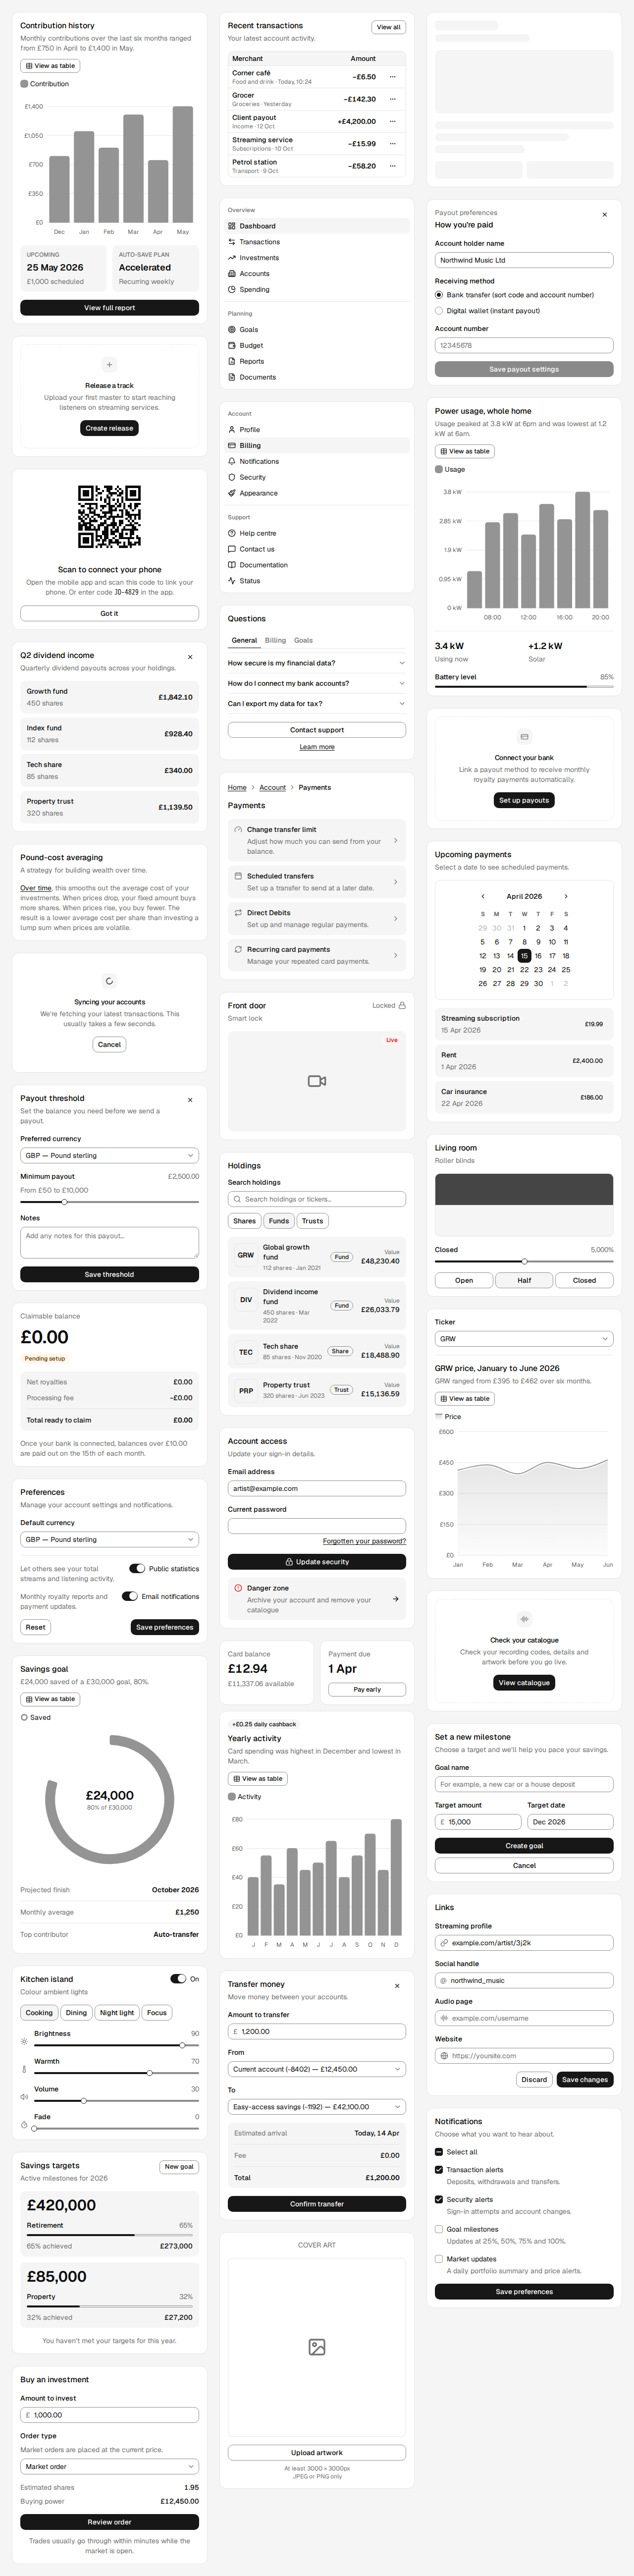 Contribution history
Monthly contributions over the last six months ranged
from £750 in April to £1,400 in May.
View as table
Contribution
£1,400
£1,050
£700
£350
£0
Dec Jan Feb Mar Apr May
UPCOMING
25 May 2026
£1,000 scheduled
AUTO-SAVE PLAN
Accelerated
Recurring weekly
View full report
Release a track
Upload your first master to start reaching
listeners on streaming services.
Create release
Scan to connect your phone
Open the mobile app and scan this code to link your
phone. Or enter code JD-4829 in the app.
Got it
Q2 dividend income
Quarterly dividend payouts across your holdings.
Growth fund
450 shares
£1,842.10
Index fund
112 shares
£928.40
Tech share
85 shares
£340.00
Property trust
320 shares
£1,139.50
Pound-cost averaging
A strategy for building wealth over time.
Over time, this smooths out the average cost of your
investments. When prices drop, your fixed amount buys
more shares. When prices rise, you buy fewer. The
result is a lower average cost per share than investing a
lump sum when prices are volatile.
Syncing your accounts
We're fetching your latest transactions. This
usually takes a few seconds.
Cancel
Payout threshold
Set the balance you need before we send a
payout.
Preferred currency
GBP — Pound sterling
Minimum payout £2,500.00
From £50 to £10,000
Notes
Add any notes for this payout...
Save threshold
Claimable balance
£0.00
Pending setup
Net royalties £0.00
Processing fee −£0.00
Total ready to claim £0.00
Once your bank is connected, balances over £10.00
are paid out on the 15th of each month.
Preferences
Manage your account settings and notifications.
Default currency
GBP — Pound sterling
Let others see your total
streams and listening activity.
Public statistics
Monthly royalty reports and
payment updates.
Email notifications
Reset
Save preferences
Savings goal
£24,000 saved of a £30,000 goal, 80%.
View as table
Saved
£24,000
80% of £30,000
Projected finish October 2026
Monthly average £1,250
Top contributor Auto-transfer
Kitchen island
On
Colour ambient lights
Cooking Dining Night light Focus
Brightness 90
Warmth 70
Volume 30
Fade 0
Savings targets
Active milestones for 2026
New goal
£420,000
Retirement 65%
65% achieved £273,000
£85,000
Property 32%
32% achieved £27,200
You haven't met your targets for this year.
Buy an investment
Amount to invest
£ 1,000.00
Order type
Market orders are placed at the current price.
Market order
Estimated shares 1.95
Buying power £12,450.00
Review order
Trades usually go through within minutes while the
market is open.
Recent transactions
Your latest account activity.
View all
Merchant Amount
Corner café
Food and drink · Today, 10:24
−£6.50
Grocer
Groceries · Yesterday
−£142.30
Client payout
Income · 12 Oct
+£4,200.00
Streaming service
Subscriptions · 10 Oct
−£15.99
Petrol station
Transport · 9 Oct
−£58.20
Overview
Dashboard
Transactions
Investments
Accounts
Spending
Planning
Goals
Budget
Reports
Documents
Account
Profile
Billing
Notifications
Security
Appearance
Support
Help centre
Contact us
Documentation
Status
Questions
General Billing Goals
How secure is my financial data?
How do I connect my bank accounts?
Can I export my data for tax?
Contact support
Learn more
Home > Account > Payments
Payments
Change transfer limit
Adjust how much you can send from your
balance.
Scheduled transfers
Set up a transfer to send at a later date.
Direct Debits
Set up and manage regular payments.
Recurring card payments
Manage your repeated card payments.
Front door
Locked
Smart lock
Live
Holdings
Search holdings
Search holdings or tickers...
Shares Funds Trusts
GRW
Global growth
fund
112 shares · Jan 2021
Fund
Value
£48,230.40
DIV
Dividend income
fund
450 shares · Mar
2022
Fund
Value
£26,033.79
TEC
Tech share
85 shares · Nov 2020
Share
Value
£18,488.90
PRP
Property trust
320 shares · Jun 2023
Trust
Value
£15,136.59
Account access
Update your sign-in details.
Email address
artist@example.com
Current password
Forgotten your password?
Update security
Danger zone
Archive your account and remove your
catalogue
Card balance
£12.94
£11,337.06 available
Payment due
1 Apr
Pay early
+£0.25 daily cashback
Yearly activity
Card spending was highest in December and lowest in
March.
View as table
Activity
£80
£60
£40
£20
£0
J F M A M J J A S O N D
Transfer money
Move money between your accounts.
Amount to transfer
£ 1,200.00
From
Current account (··8402) — £12,450.00
To
Easy-access savings (··1192) — £42,100.00
Estimated arrival Today, 14 Apr
Fee £0.00
Total £1,200.00
Confirm transfer
COVER ART
Upload artwork
At least 3000 × 3000px
JPEG or PNG only
Payout preferences
How you're paid
Account holder name
Northwind Music Ltd
Receiving method
Bank transfer (sort code and account number)
Digital wallet (instant payout)
Account number
12345678
Save payout settings
Power usage, whole home
Usage peaked at 3.8 kW at 6pm and was lowest at 1.2
kW at 6am.
View as table
Usage
3.8 kW
2.85 kW
1.9 kW
0.95 kW
0 kW
08:00 12:00 16:00 20:00
3.4 kW
Using now
+1.2 kW
Solar
Battery level 85%
Connect your bank
Link a payout method to receive monthly
royalty payments automatically.
Set up payouts
Upcoming payments
Select a date to see scheduled payments.
April 2026
S M T W T F S
29 30 31 1 2 3 4
5 6 7 8 9 10 11
12 13 14 15 16 17 18
19 20 21 22 23 24 25
26 27 28 29 30 1 2
Streaming subscription
15 Apr 2026
£19.99
Rent
1 Apr 2026
£2,400.00
Car insurance
22 Apr 2026
£186.00
Living room
Roller blinds
Closed 5,000%
Open Half Closed
Ticker
GRW
GRW price, January to June 2026
GRW ranged from £395 to £462 over six months.
View as table
Price
£600
£450
£300
£150
£0
Jan Feb Mar Apr May Jun
Check your catalogue
Check your recording codes, details and
artwork before you go live.
View catalogue
Set a new milestone
Choose a target and we'll help you pace your savings.
Goal name
For example, a new car or a house deposit
Target amount
£ 15,000
Target date
Dec 2026
Create goal
Cancel
Links
Streaming profile
example.com/artist/3j2k
Social handle
@ northwind_music
Audio page
example.com/username
Website
https://yoursite.com
Discard
Save changes
Notifications
Choose what you want to hear about.
Select all
Transaction alerts
Deposits, withdrawals and transfers.
Security alerts
Sign-in attempts and account changes.
Goal milestones
Updates at 25%, 50%, 75% and 100%.
Market updates
A daily portfolio summary and price alerts.
Save preferences